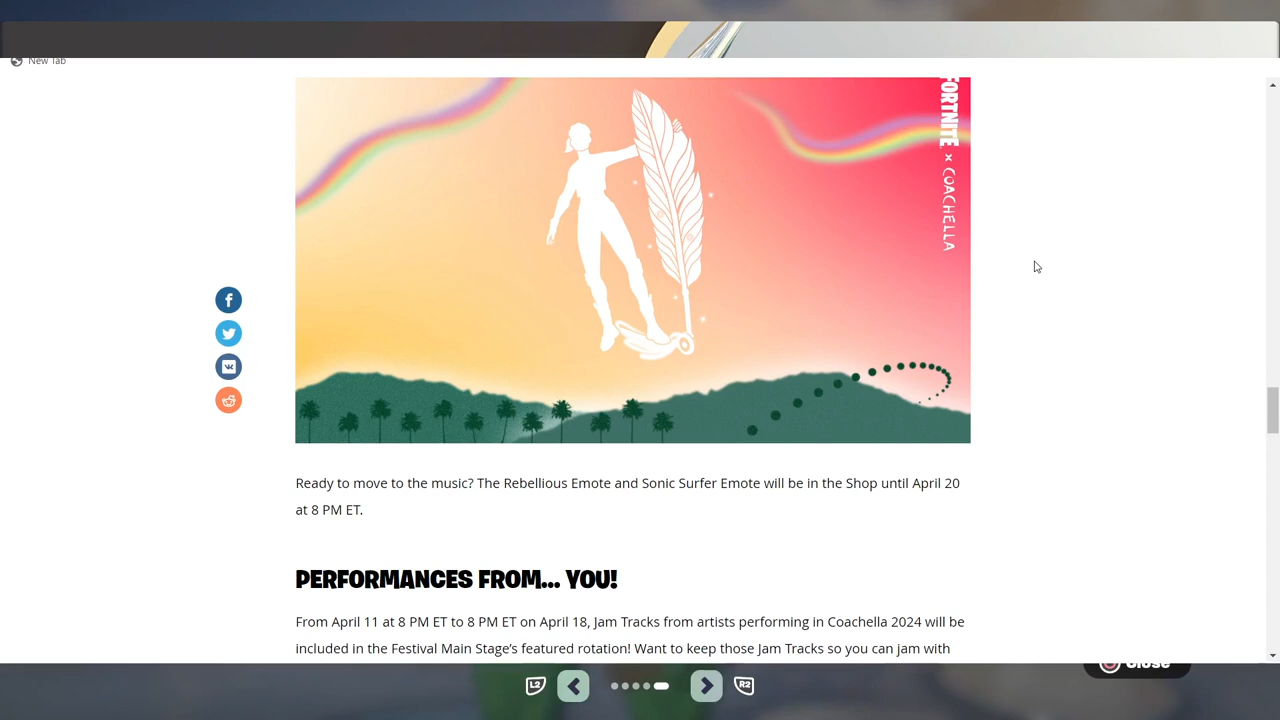 New Tab
FORTNITE × COACHELLA
Ready to move to the music? The Rebellious Emote and Sonic Surfer Emote will be in the Shop until April 20
at 8 PM ET.
PERFORMANCES FROM... YOU!
From April 11 at 8 PM ET to 8 PM ET on April 18, Jam Tracks from artists performing in Coachella 2024 will be
included in the Festival Main Stage's featured rotation! Want to keep those Jam Tracks so you can jam with
Close
L2
R2